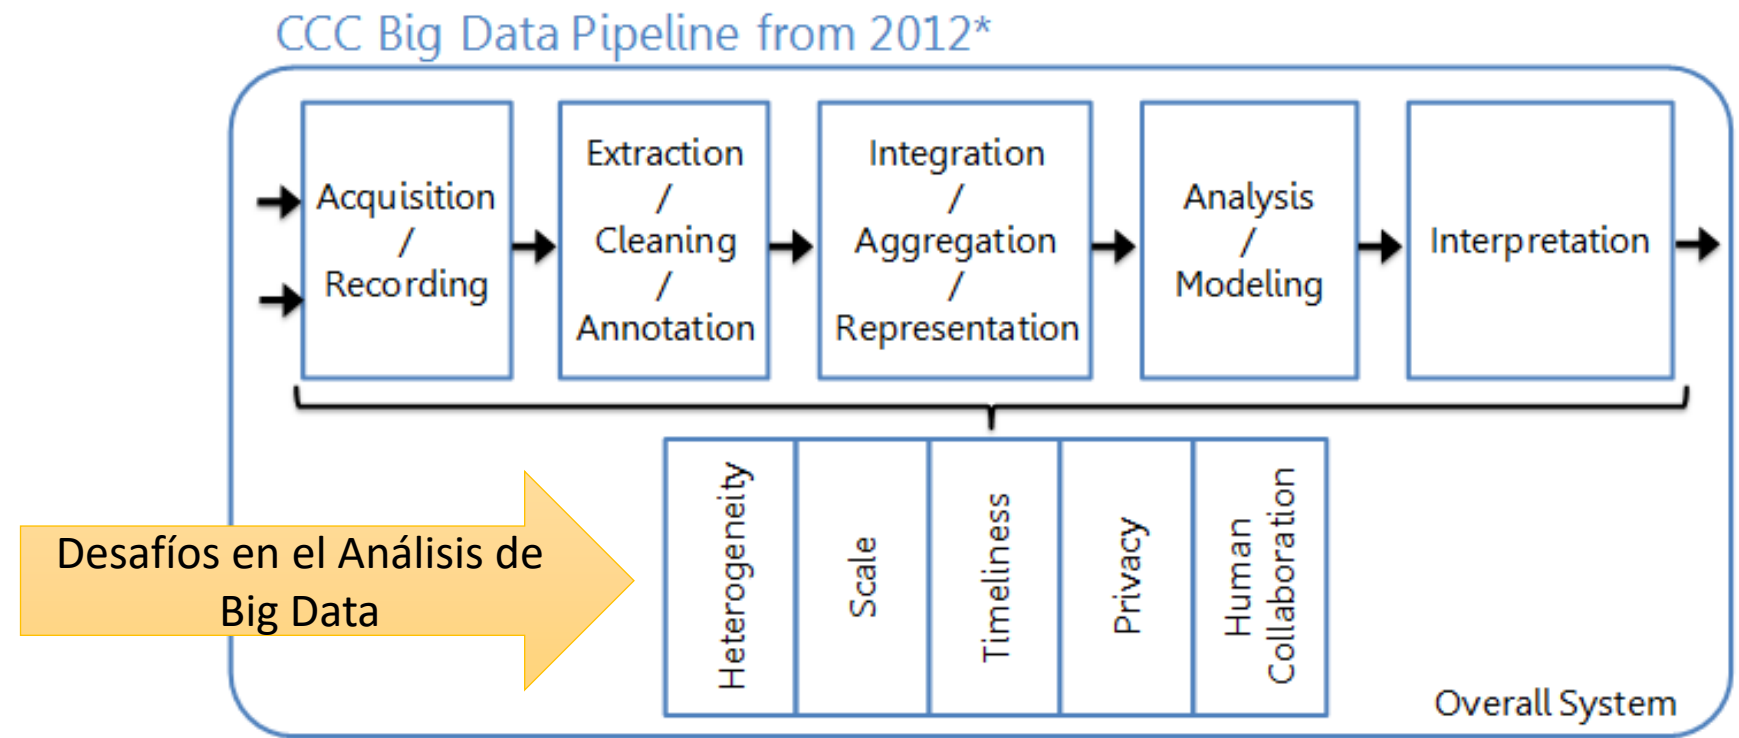 CCC Big Data Pipeline from 2012*
Acquisition
/
Recording
Extraction
/
Cleaning
/
Annotation
Integration
/
Aggregation
/
Representation
Analysis
/
Modeling
Interpretation
Desafíos en el Análisis de
Big Data
Heterogeneity
Scale
Timeliness
Privacy
Human
Collaboration
Overall System